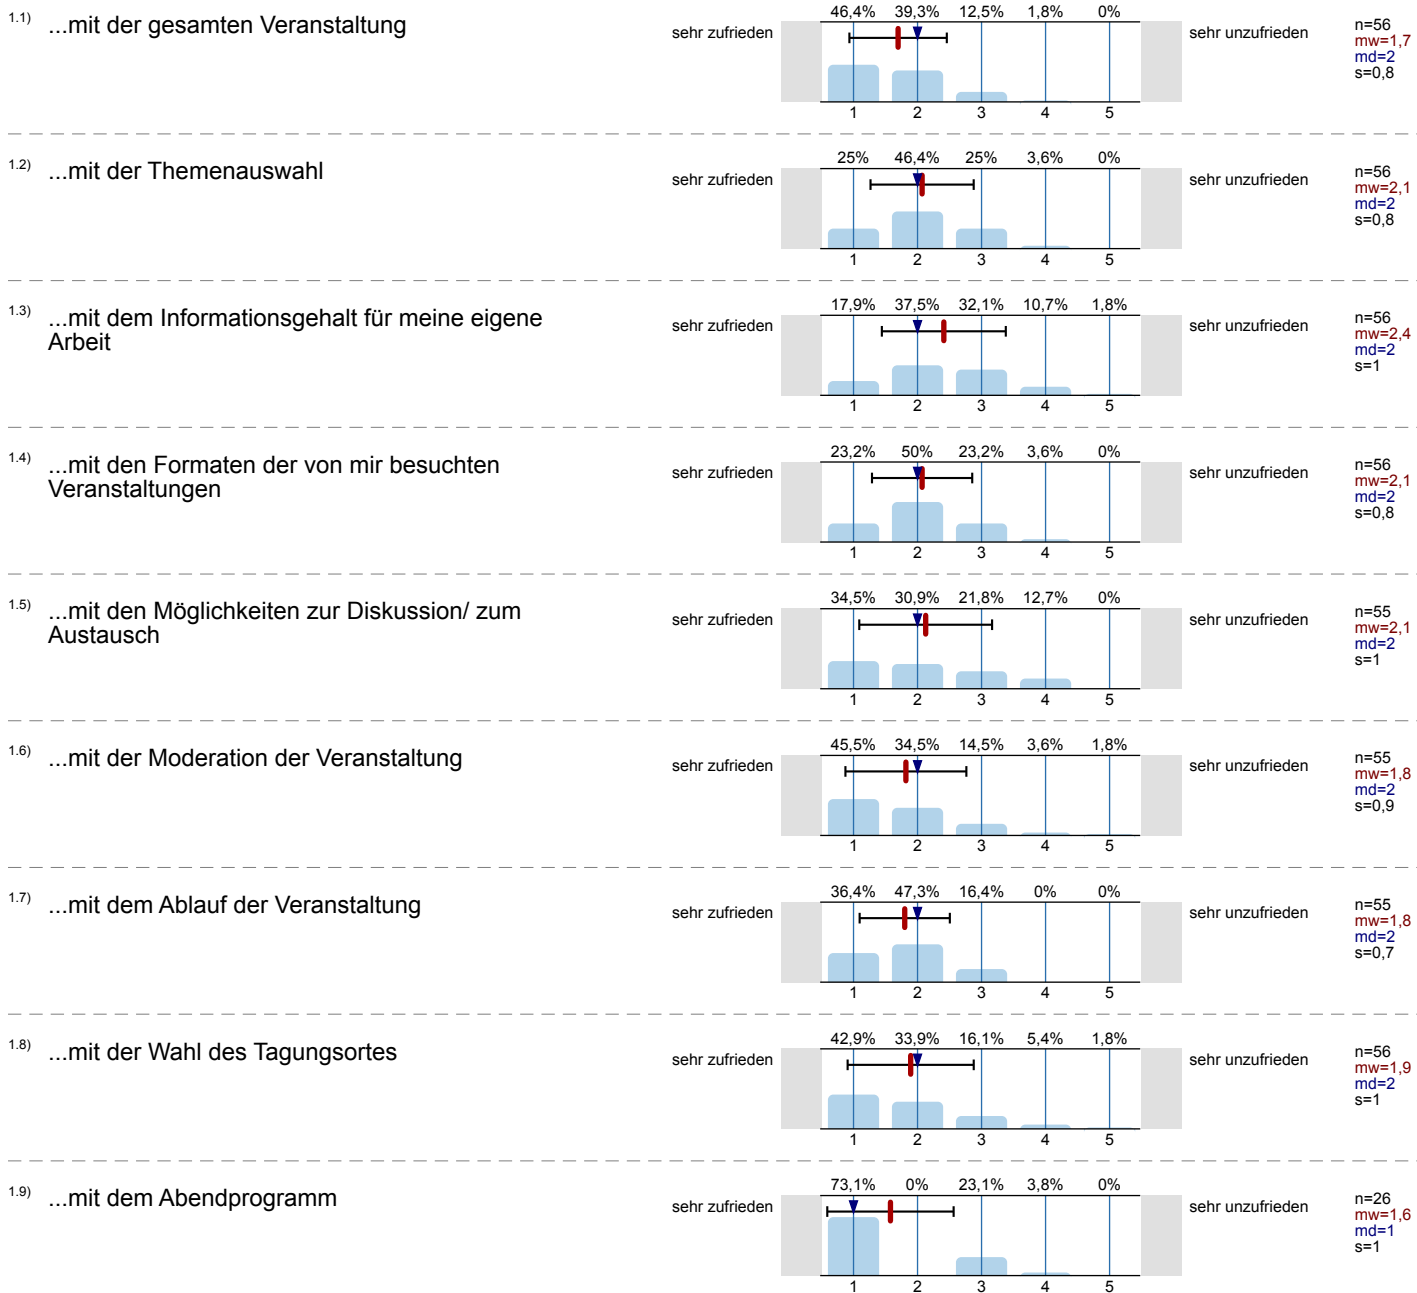 1.1) ...mit der gesamten Veranstaltung
46,4% 39,3% 12,5% 1,8% 0%
sehr zufrieden sehr unzufrieden
1 2 3 4 5
n=56
mw=1,7
md=2
s=0,8
1.2) ...mit der Themenauswahl
25% 46,4% 25% 3,6% 0%
sehr zufrieden sehr unzufrieden
1 2 3 4 5
n=56
mw=2,1
md=2
s=0,8
1.3) ...mit dem Informationsgehalt für meine eigene
Arbeit
17,9% 37,5% 32,1% 10,7% 1,8%
sehr zufrieden sehr unzufrieden
1 2 3 4 5
n=56
mw=2,4
md=2
s=1
1.4) ...mit den Formaten der von mir besuchten
Veranstaltungen
23,2% 50% 23,2% 3,6% 0%
sehr zufrieden sehr unzufrieden
1 2 3 4 5
n=56
mw=2,1
md=2
s=0,8
1.5) ...mit den Möglichkeiten zur Diskussion/ zum
Austausch
34,5% 30,9% 21,8% 12,7% 0%
sehr zufrieden sehr unzufrieden
1 2 3 4 5
n=55
mw=2,1
md=2
s=1
1.6) ...mit der Moderation der Veranstaltung
45,5% 34,5% 14,5% 3,6% 1,8%
sehr zufrieden sehr unzufrieden
1 2 3 4 5
n=55
mw=1,8
md=2
s=0,9
1.7) ...mit dem Ablauf der Veranstaltung
36,4% 47,3% 16,4% 0% 0%
sehr zufrieden sehr unzufrieden
1 2 3 4 5
n=55
mw=1,8
md=2
s=0,7
1.8) ...mit der Wahl des Tagungsortes
42,9% 33,9% 16,1% 5,4% 1,8%
sehr zufrieden sehr unzufrieden
1 2 3 4 5
n=56
mw=1,9
md=2
s=1
1.9) ...mit dem Abendprogramm
73,1% 0% 23,1% 3,8% 0%
sehr zufrieden sehr unzufrieden
1 2 3 4 5
n=26
mw=1,6
md=1
s=1